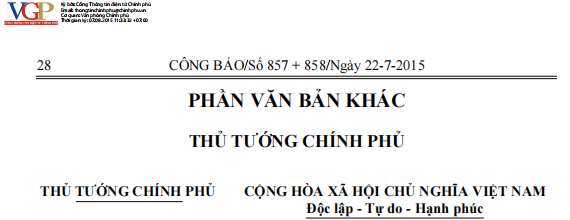 VGP
Ký bởi: Cổng Thông tin điện tử Chính phủ
Email: thongtinchinhphu@chinhphu.vn
Cơ quan: Văn phòng Chính phủ
Thời gian ký: 07.08.2015 11:33:33 +07:00
28 CÔNG BÁO/Số 857 + 858/Ngày 22-7-2015
PHẦN VĂN BẢN KHÁC
THỦ TƯỚNG CHÍNH PHỦ
THỦ TƯỚNG CHÍNH PHỦ CỘNG HÒA XÃ HỘI CHỦ NGHĨA VIỆT NAM
Độc lập - Tự do - Hạnh phúc